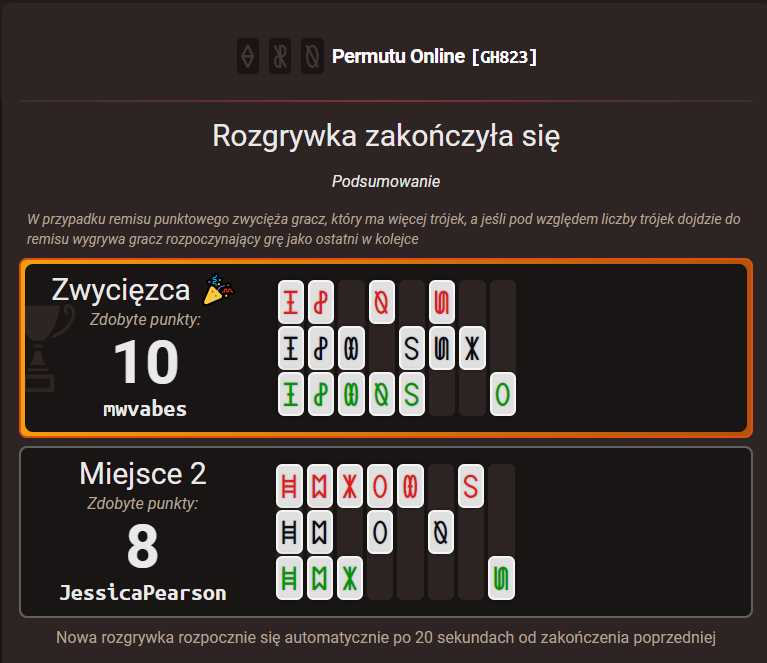 Permutu Online [GH823]
Rozgrywka zakończyła się
Podsumowanie
W przypadku remisu punktowego zwycięża gracz, który ma więcej trójek, a jeśli pod względem liczby trójek dojdzie do
remisu wygrywa gracz rozpoczynający grę jako ostatni w kolejce
Zwycięzca
Zdobyte punkty:
10
mwvabes
Miejsce 2
Zdobyte punkty:
8
JessicaPearson
Nowa rozgrywka rozpocznie się automatycznie po 20 sekundach od zakończenia poprzedniej